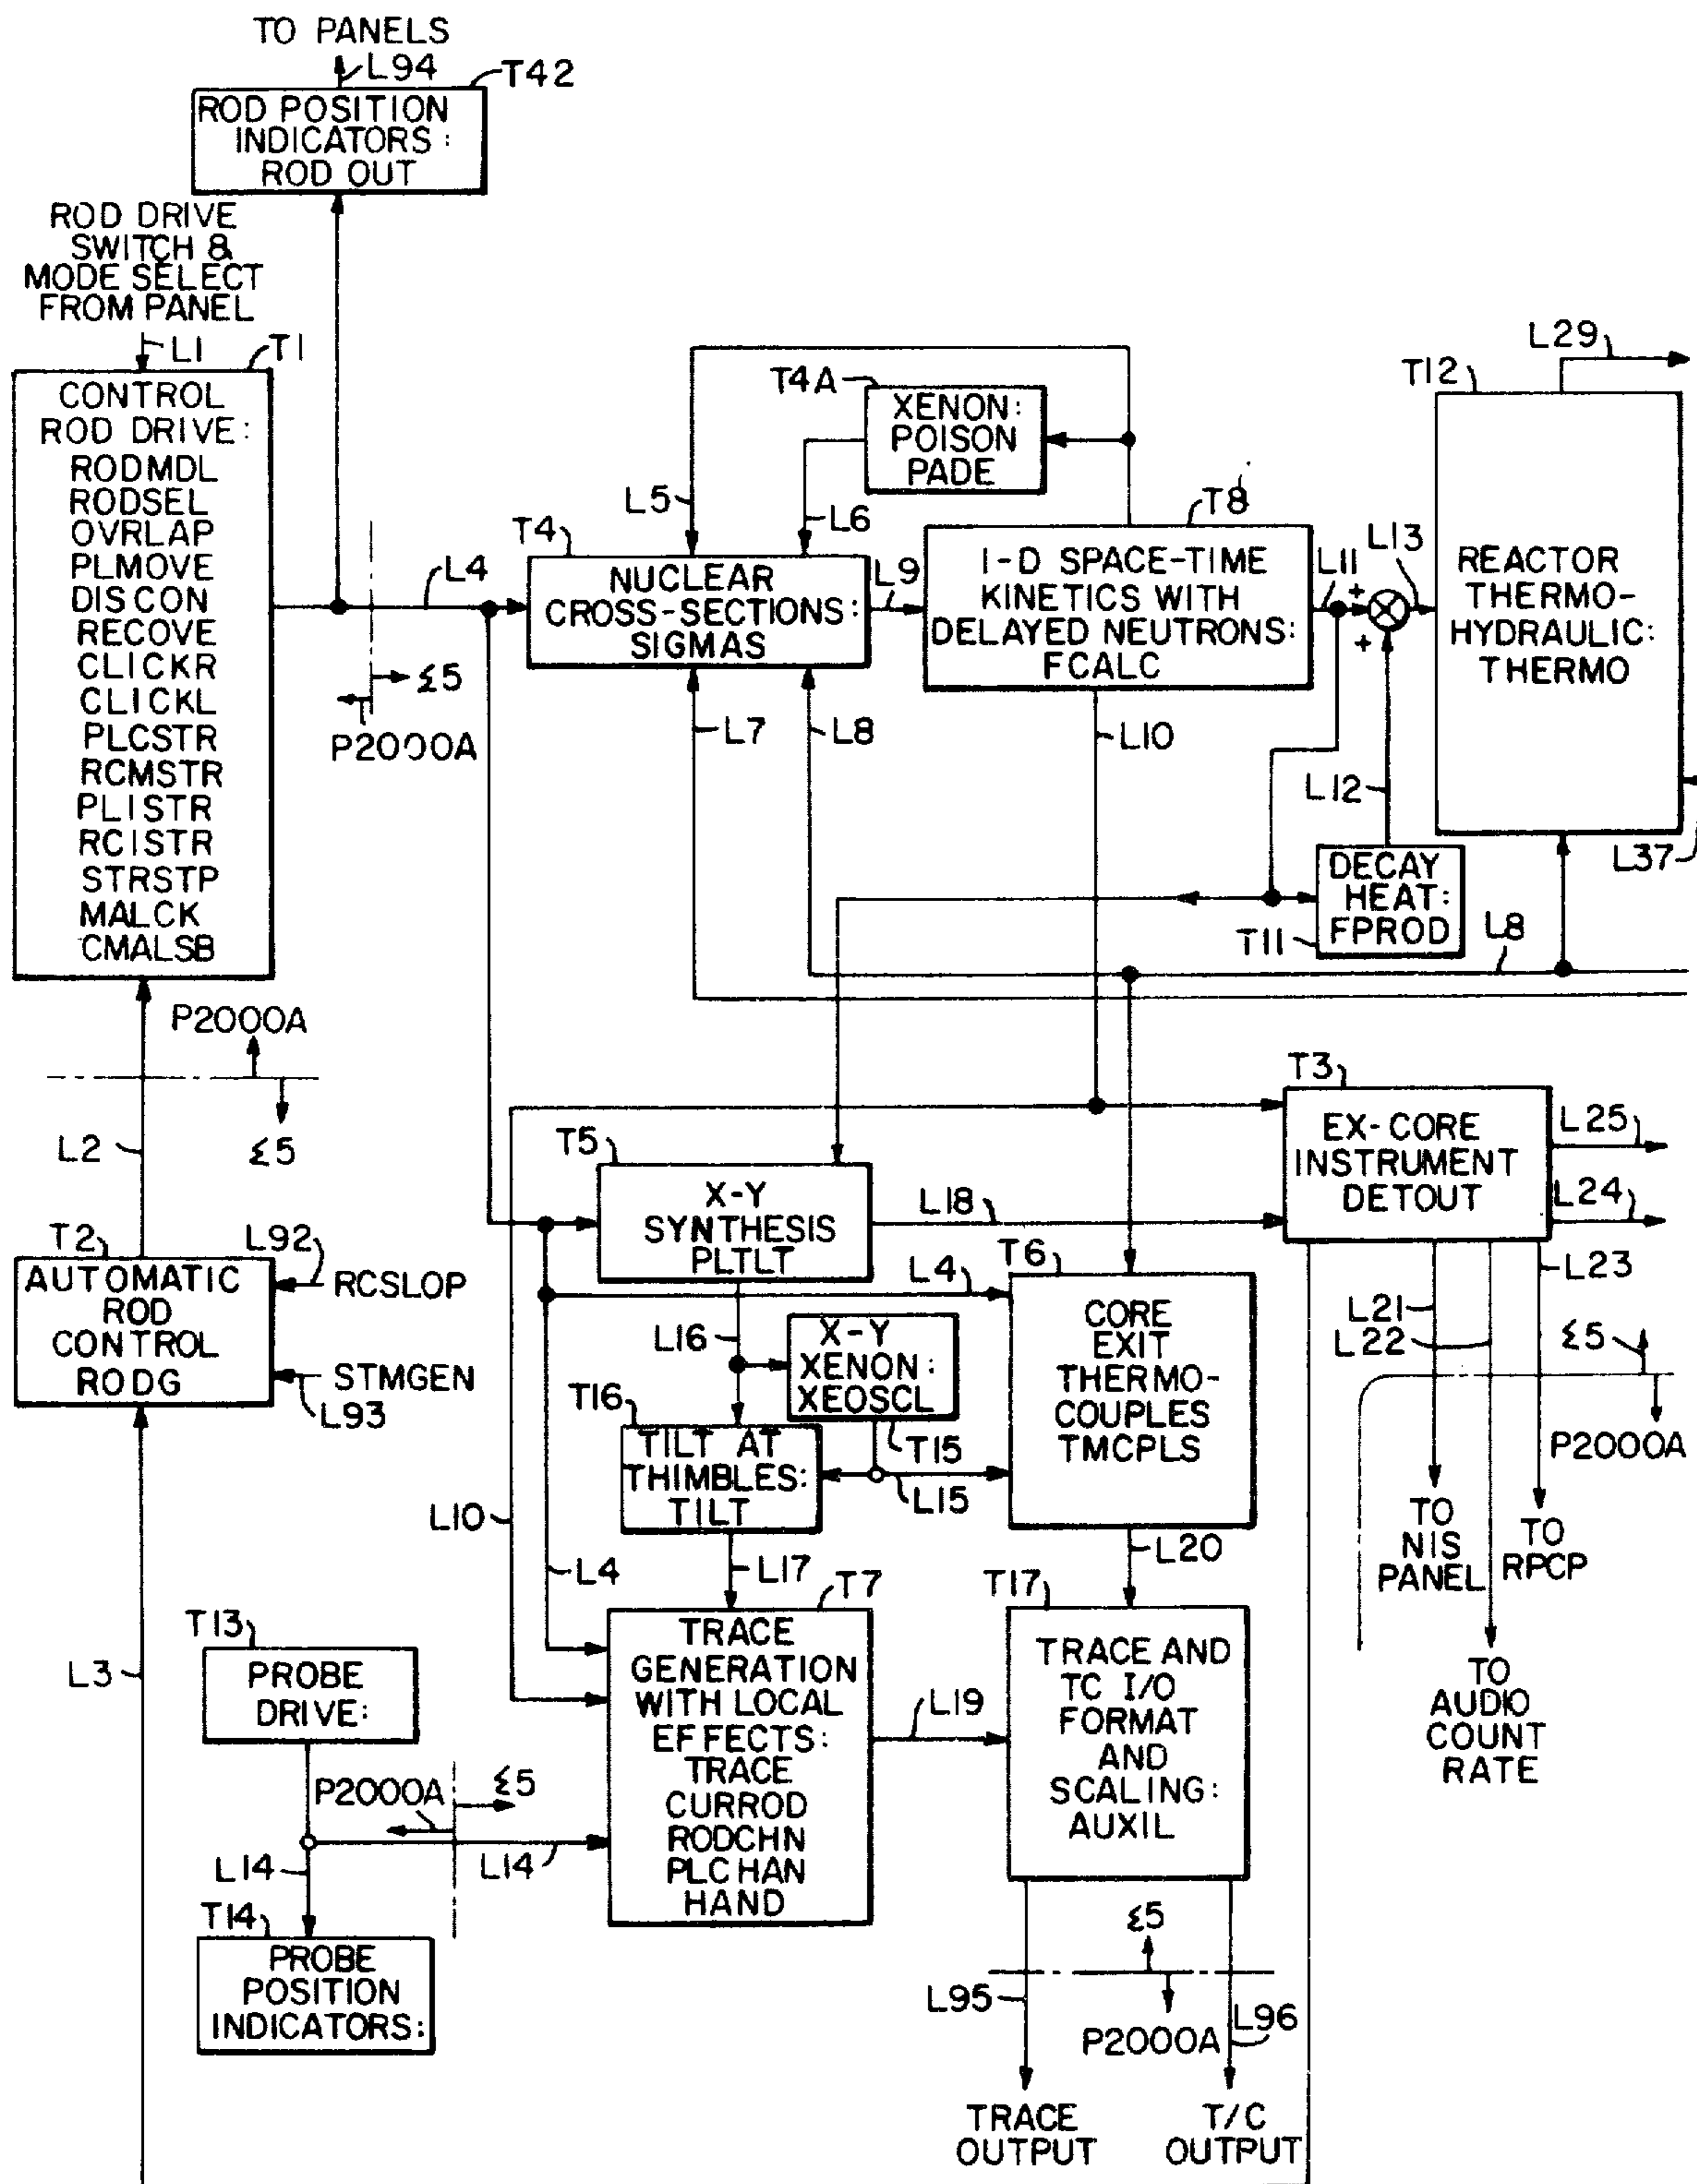 TO PANELS
L94
T42
ROD POSITION
INDICATORS:
ROD OUT
ROD DRIVE
SWITCH &
MODE SELECT
FROM PANEL
L1
T1
CONTROL
ROD DRIVE:
RODMDL
RODSEL
OVRLAP
PLMOVE
DISCON
RECOVE
CLICKR
CLICKL
PLCSTR
RCMSTR
PLISTR
RCISTR
STRSTP
MALCK
CMALSB
Σ5
P2000A
L4
T4A
XENON:
POISON
PADE
L5
L6
T4
NUCLEAR
CROSS-SECTIONS:
SIGMAS
L7
L8
L9
T8
1-D SPACE-TIME
KINETICS WITH
DELAYED NEUTRONS:
FCALC
L10
L11
+
+
L13
L12
T12
L29
REACTOR
THERMO-
HYDRAULIC:
THERMO
L37
DECAY
HEAT:
FPROD
T11
L8
P2000A
Σ5
L2
T2
AUTOMATIC
ROD
CONTROL
RODG
L92
RCSLOP
STMGEN
L93
L3
T5
X-Y
SYNTHESIS
PLTLT
L18
T3
EX-CORE
INSTRUMENT
DETOUT
L25
L24
L23
L21
L22
Σ5
P2000A
TO
NIS
PANEL
TO
RPCP
TO
AUDIO
COUNT
RATE
L4
T6
CORE
EXIT
THERMO-
COUPLES
TMCPLS
L16
X-Y
XENON:
XEOSCL
T15
T16
TILT AT
THIMBLES:
TILT
L15
L10
L4
L17
L20
T7
TRACE
GENERATION
WITH LOCAL
EFFECTS:
TRACE
CURROD
RODCHN
PLCHAN
HAND
L19
T17
TRACE AND
TC I/O
FORMAT
AND
SCALING:
AUXIL
T13
PROBE
DRIVE:
P2000A
Σ5
L14
L14
T14
PROBE
POSITION
INDICATORS:
Σ5
P2000A
L95
L96
TRACE
OUTPUT
T/C
OUTPUT